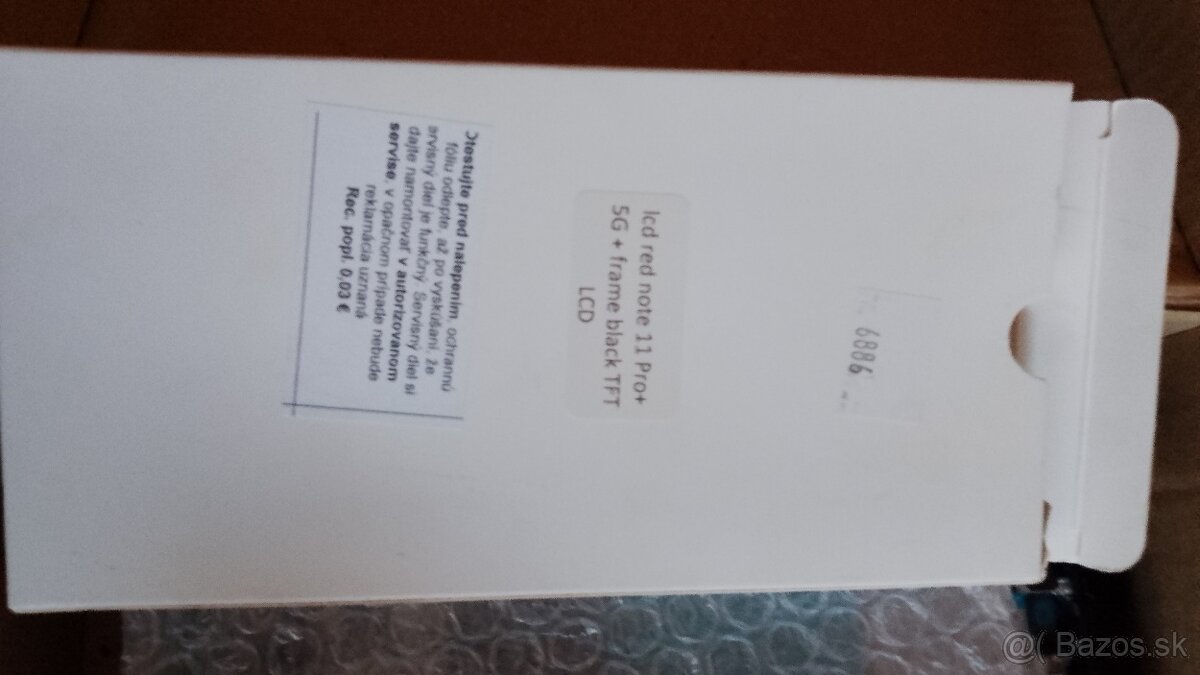 Otestujte pred nalepením, ochrannú
fóliu odlepte, až po vyskúšaní, že
servisný diel je funkčný. Servisný diel si
dajte namontovať v autorizovanom
servise, v opačnom prípade nebude
reklamácia uznaná
Rec. popl. 0,03 €
lcd red note 11 Pro+
5G + frame black TFT
LCD
6886
@( Bazos.sk